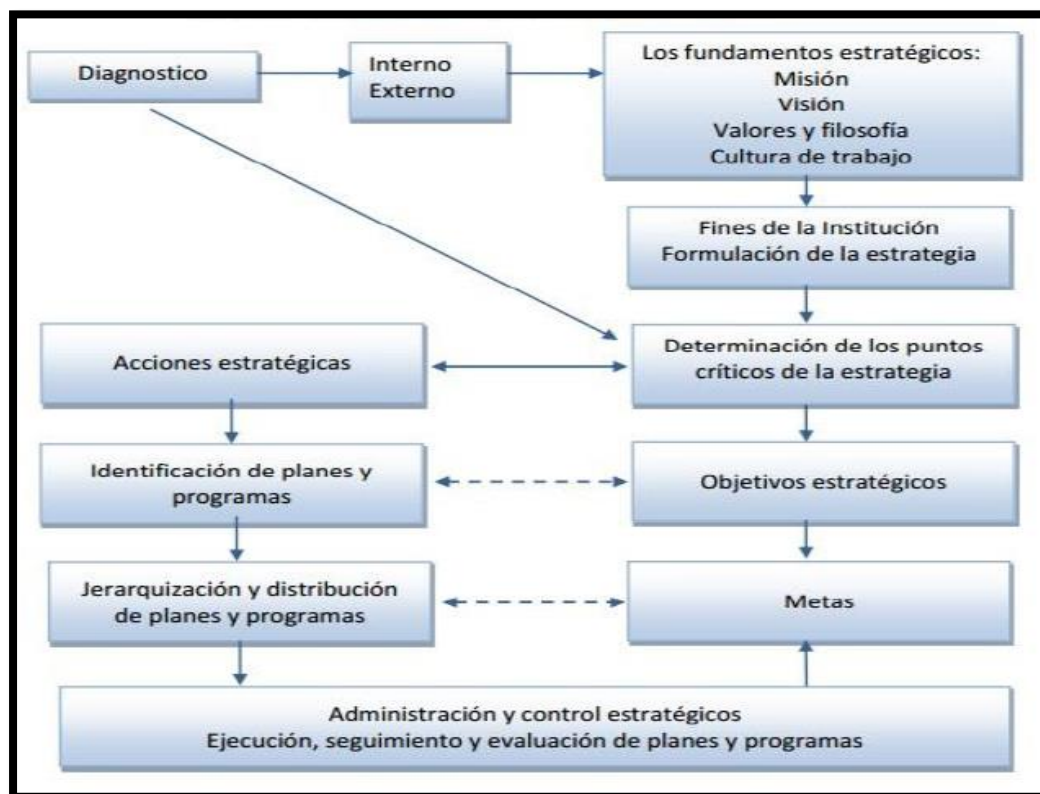 Diagnostico
Interno
Externo
Los fundamentos estratégicos:
Misión
Visión
Valores y filosofía
Cultura de trabajo
Fines de la Institución
Formulación de la estrategia
Determinación de los puntos
críticos de la estrategia
Acciones estratégicas
Identificación de planes y
programas
Objetivos estratégicos
Jerarquización y distribución
de planes y programas
Metas
Administración y control estratégicos
Ejecución, seguimiento y evaluación de planes y programas